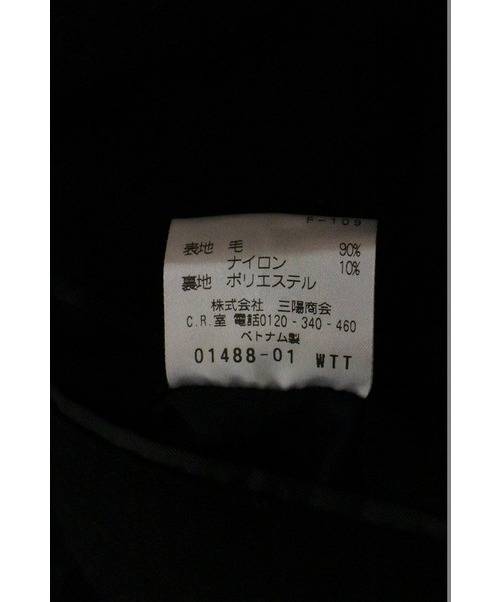 F-109
表地 毛 90%
ナイロン 10%
裏地 ポリエステル
株式会社 三陽商会
C.R.室 電話0120-340-460
ベトナム製
01488-01 WTT